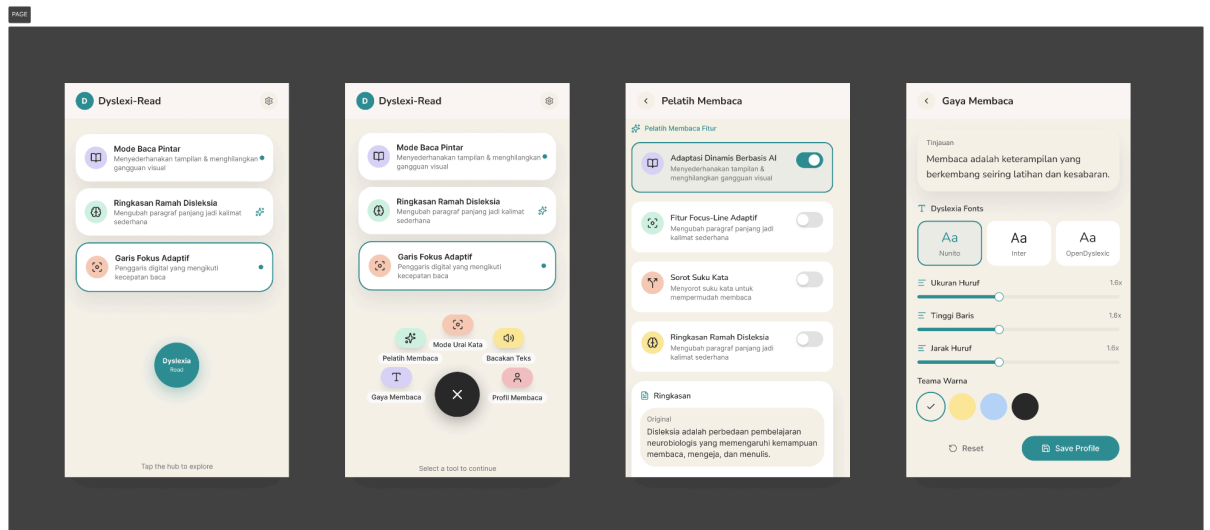 PAGE
D Dyslexi-Read
Mode Baca Pintar
Menyederhanakan tampilan & menghilangkan
gangguan visual
Ringkasan Ramah Disleksia
Mengubah paragraf panjang jadi kalimat
sederhana
Garis Fokus Adaptif
Penggaris digital yang mengikuti
kecepatan baca
Dyslexia
Road
Tap the hub to explore
D Dyslexi-Read
Mode Baca Pintar
Menyederhanakan tampilan & menghilangkan
gangguan visual
Ringkasan Ramah Disleksia
Mengubah paragraf panjang jadi kalimat
sederhana
Garis Fokus Adaptif
Penggaris digital yang mengikuti
kecepatan baca
Mode Urai Kata
Pelatih Membaca
Bacakan Teks
Gaya Membaca
Profil Membaca
Select a tool to continue
Pelatih Membaca
Pelatih Membaca Fitur
Adaptasi Dinamis Berbasis AI
Menyederhanakan tampilan &
menghilangkan gangguan visual
Fitur Focus-Line Adaptif
Mengubah paragraf panjang jadi
kalimat sederhana
Sorot Suku Kata
Menyorot suku kata untuk
mempermudah membaca
Ringkasan Ramah Disleksia
Mengubah paragraf panjang jadi
kalimat sederhana
Ringkasan
Original
Disleksia adalah perbedaan pembelajaran
neurobiologis yang memengaruhi kemampuan
membaca, mengeja, dan menulis.
Gaya Membaca
Tinjauan
Membaca adalah keterampilan yang
berkembang seiring latihan dan kesabaran.
Dyslexia Fonts
Aa
Nunito
Aa
Inter
Aa
OpenDyslexic
Ukuran Huruf 1.6x
Tinggi Baris 1.6x
Jarak Huruf 1.6x
Teama Warna
Reset
Save Profile